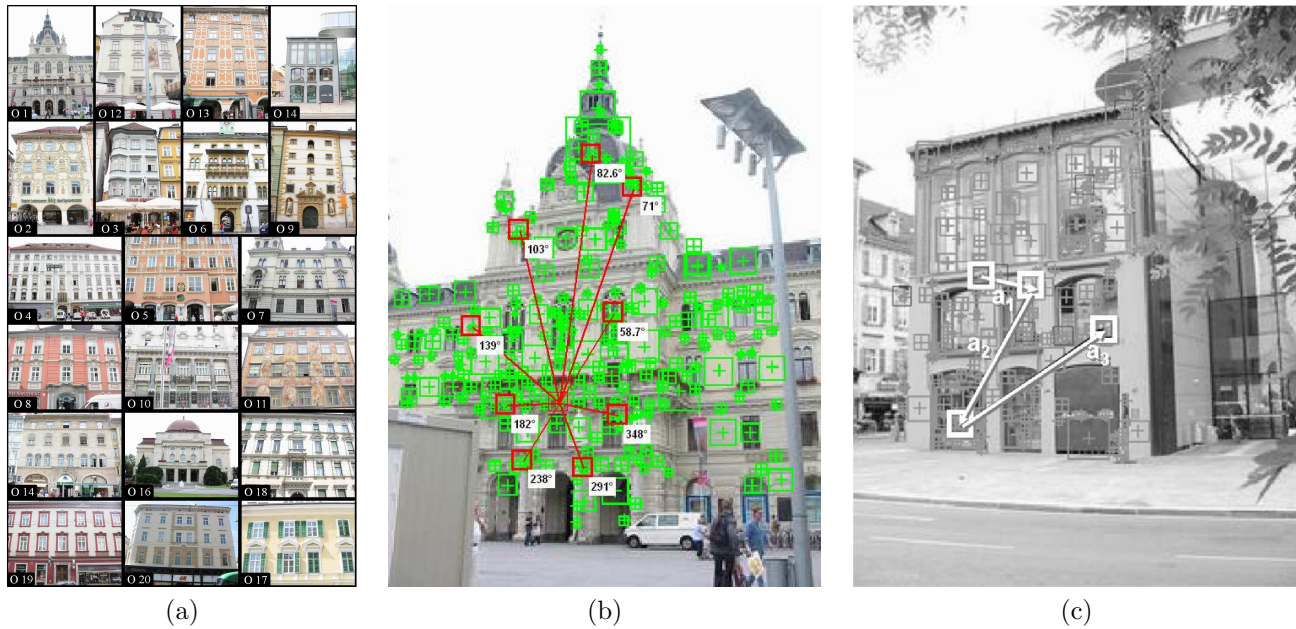 O 1
O 12
O 13
O 14
O 2
O 3
O 6
O 9
O 4
O 5
O 7
O 8
O 10
O 11
O 14
O 16
O 18
O 19
O 20
O 17
(a)
82.6°
71°
103°
58.7°
139°
182°
348°
238°
291°
(b)
a1
a2
a3
(c)